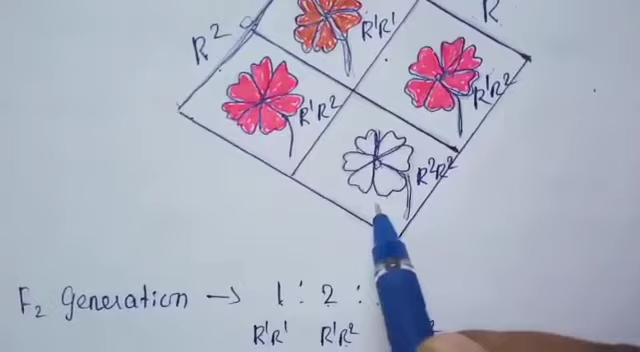 R
R²
R¹R¹
R¹R²
R¹R²
R²R²
F₂ Generation → 1 : 2 :
R¹R¹ R¹R²